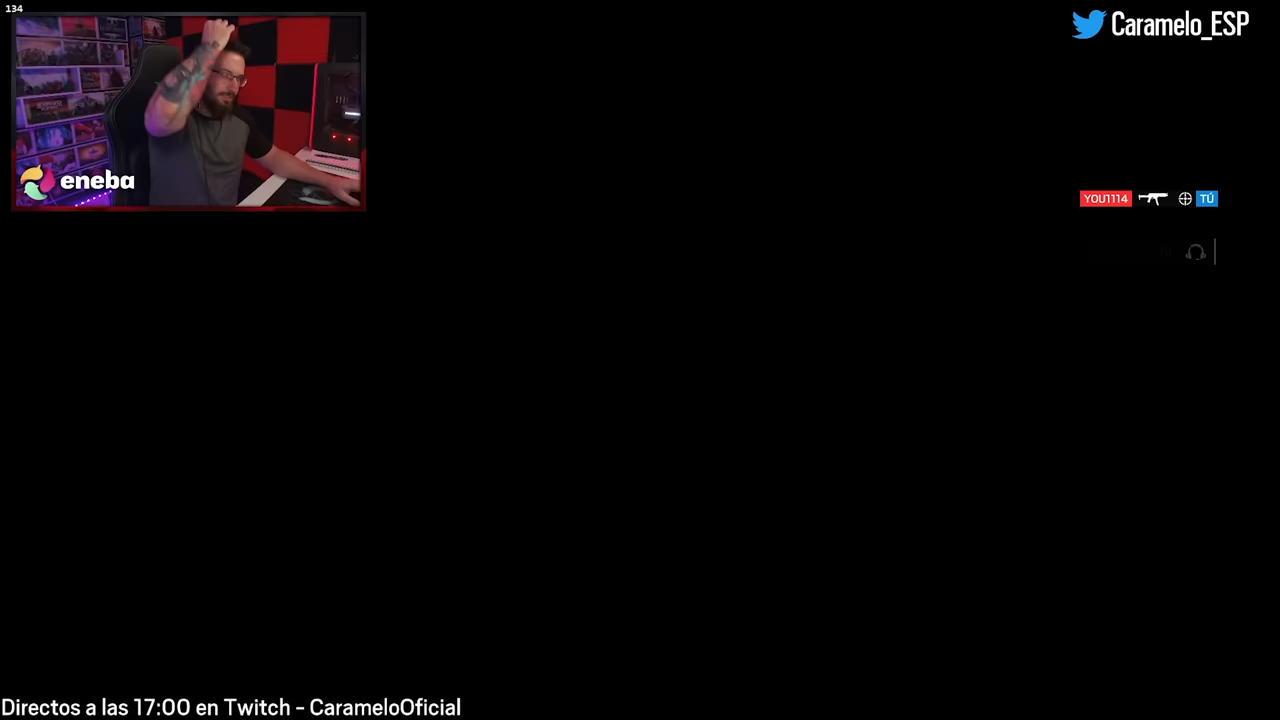 134
Caramelo_ESP
eneba
YOU1114 TÚ
Directos a las 17:00 en Twitch - CarameloOficial